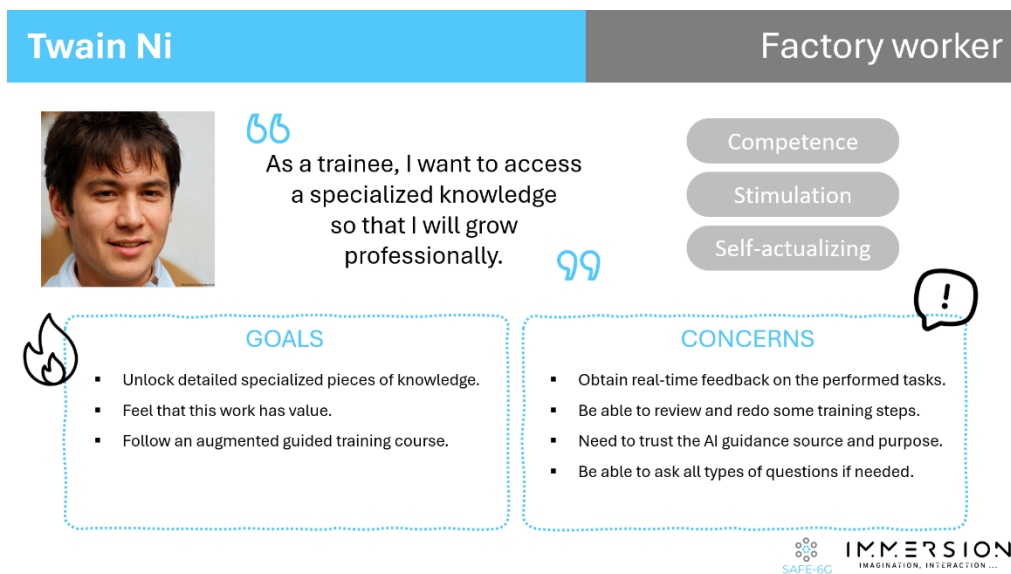 Twain Ni
Factory worker
As a trainee, I want to access
a specialized knowledge
so that I will grow
professionally.
Competence
Stimulation
Self-actualizing
GOALS
▪ Unlock detailed specialized pieces of knowledge.
▪ Feel that this work has value.
▪ Follow an augmented guided training course.
CONCERNS
▪ Obtain real-time feedback on the performed tasks.
▪ Be able to review and redo some training steps.
▪ Need to trust the AI guidance source and purpose.
▪ Be able to ask all types of questions if needed.
SAFE-6G
IMMERSION
IMAGINATION, INTERACTION ...